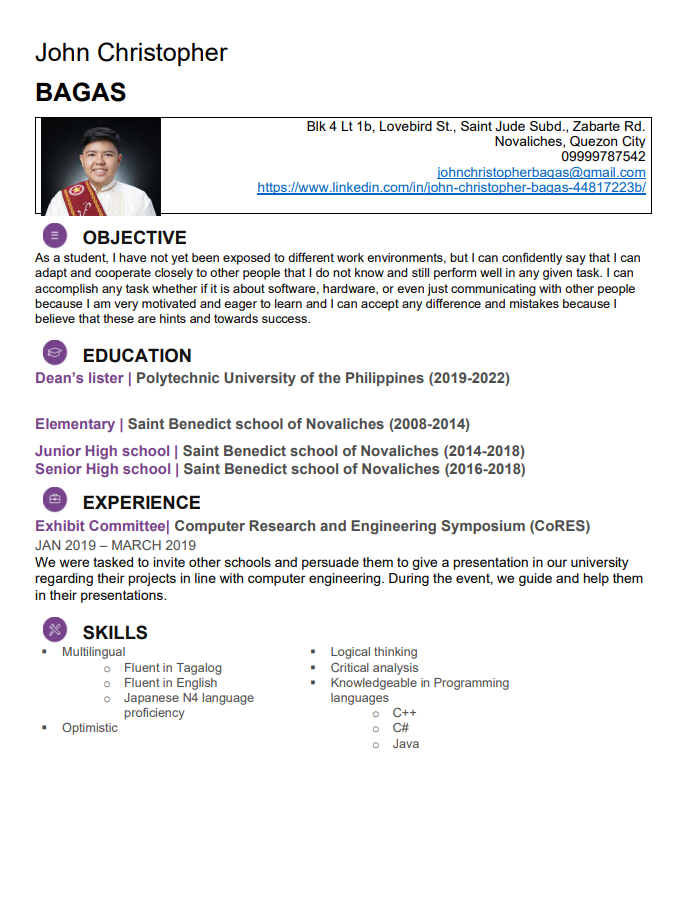 John Christopher
BAGAS
Blk 4 Lt 1b, Lovebird St., Saint Jude Subd., Zabarte Rd.
Novaliches, Quezon City
09999787542
johnchristopherbagas@gmail.com
https://www.linkedin.com/in/john-christopher-bagas-44817223b/
OBJECTIVE
As a student, I have not yet been exposed to different work environments, but I can confidently say that I can
adapt and cooperate closely to other people that I do not know and still perform well in any given task. I can
accomplish any task whether if it is about software, hardware, or even just communicating with other people
because I am very motivated and eager to learn and I can accept any difference and mistakes because I
believe that these are hints and towards success.
EDUCATION
Dean’s lister | Polytechnic University of the Philippines (2019-2022)
Elementary | Saint Benedict school of Novaliches (2008-2014)
Junior High school | Saint Benedict school of Novaliches (2014-2018)
Senior High school | Saint Benedict school of Novaliches (2016-2018)
EXPERIENCE
Exhibit Committee| Computer Research and Engineering Symposium (CoRES)
JAN 2019 – MARCH 2019
We were tasked to invite other schools and persuade them to give a presentation in our university
regarding their projects in line with computer engineering. During the event, we guide and help them
in their presentations.
SKILLS
▪ Multilingual
o Fluent in Tagalog
o Fluent in English
o Japanese N4 language
proficiency
▪ Optimistic
▪ Logical thinking
▪ Critical analysis
▪ Knowledgeable in Programming
languages
o C++
o C#
o Java